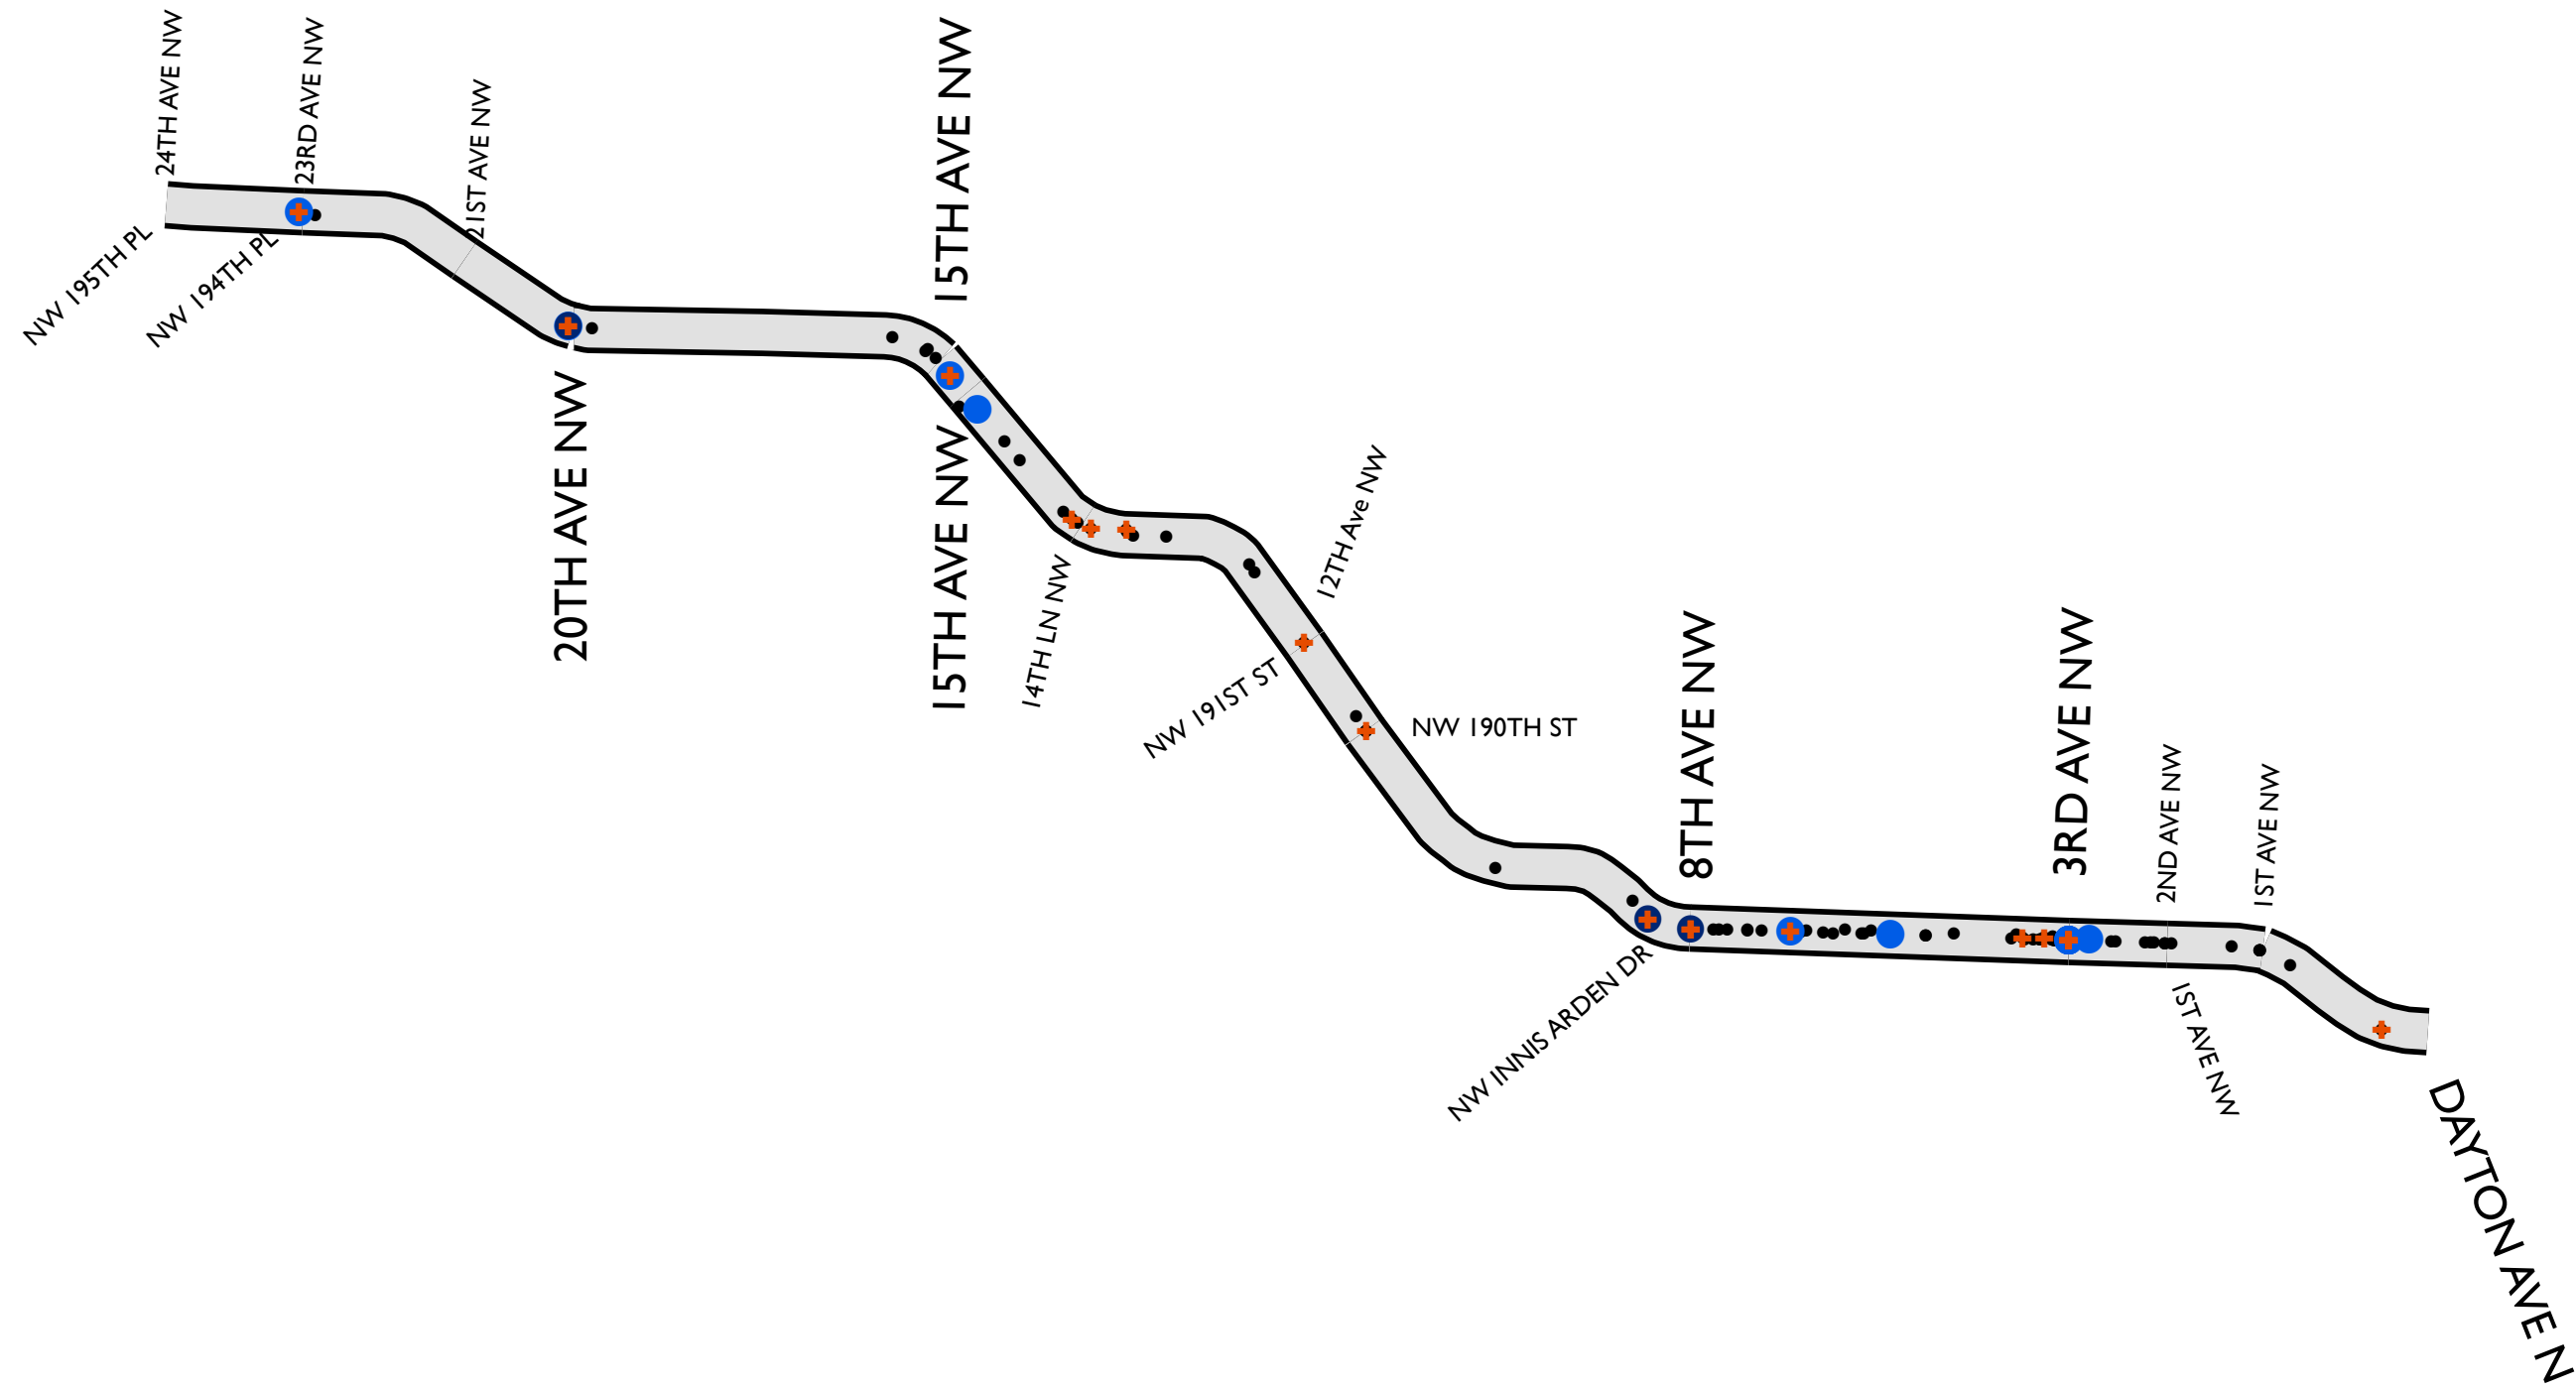 24TH AVE NW
23RD AVE NW
21ST AVE NW
15TH AVE NW
NW 195TH PL
NW 194TH PL
20TH AVE NW
15TH AVE NW
14TH LN NW
12TH Ave NW
NW 191ST ST
NW 190TH ST
8TH AVE NW
3RD AVE NW
2ND AVE NW
1ST AVE NW
NW INNIS ARDEN DR
1ST AVE NW
DAYTON AVE N